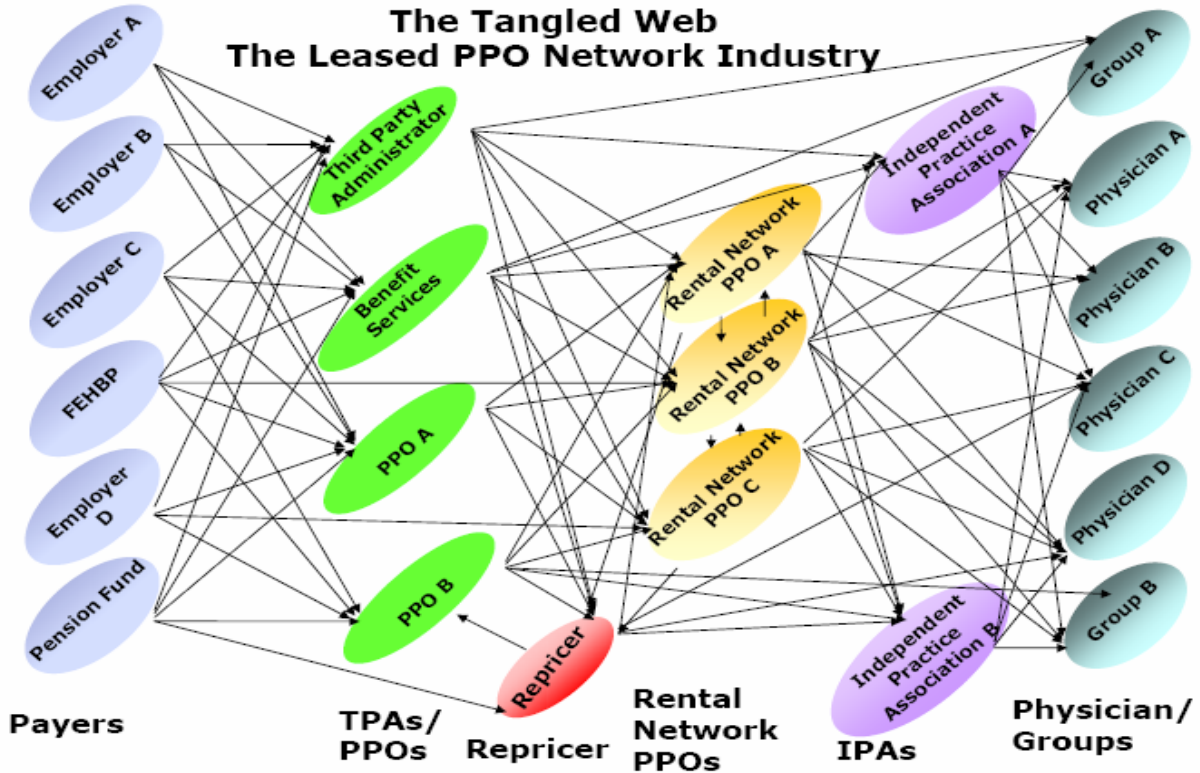 The Tangled Web
The Leased PPO Network Industry
Employer A
Employer B
Employer C
FEHBP
Employer
D
Pension Fund
Third Party
Administrator
Benefit
Services
PPO A
PPO B
Repricer
Rental Network
PPO A
Rental Network
PPO B
Rental Network
PPO C
Independent
Practice
Association A
Independent
Practice
Association B
Group A
Physician A
Physician B
Physician C
Physician D
Group B
Payers
TPAs/
PPOs
Repricer
Rental
Network
PPOs
IPAs
Physician/
Groups